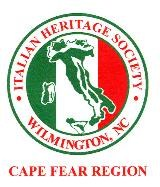 • ITALIAN HERITAGE SOCIETY •
WILMINGTON, NC
CAPE FEAR REGION